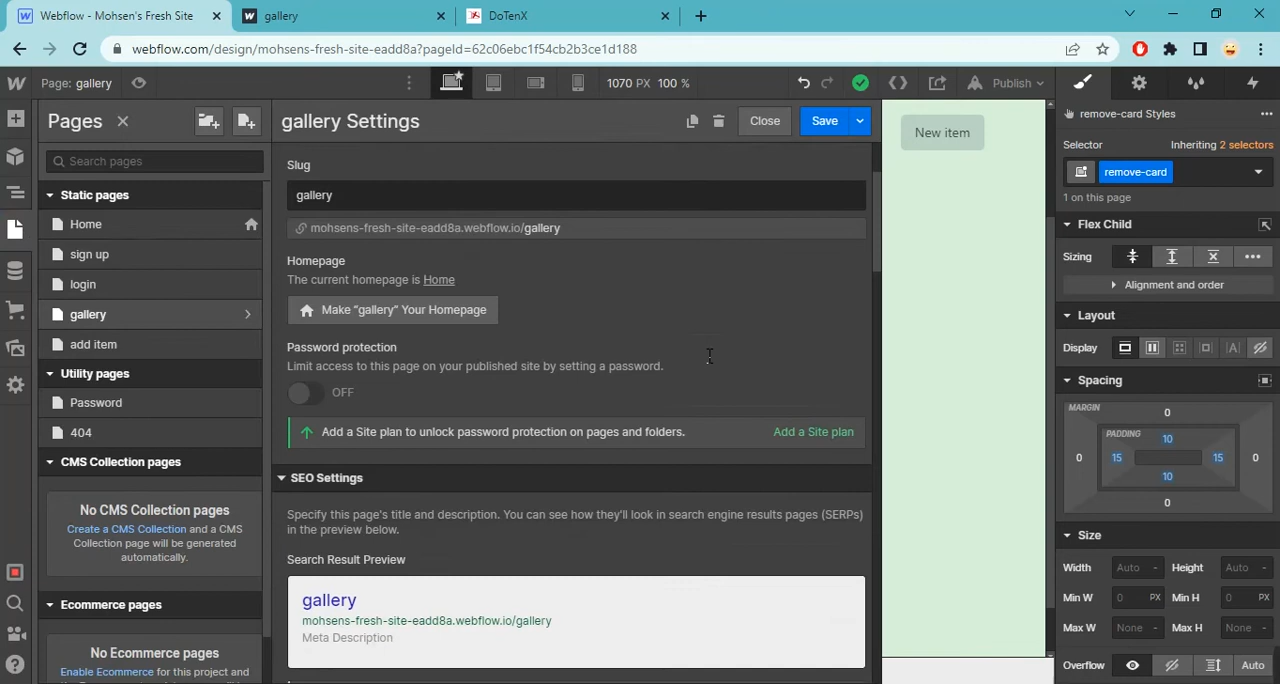 Webflow - Mohsen's Fresh Site
gallery
DoTenX
webflow.com/design/mohsens-fresh-site-eadd8a?pageId=62c06ebc1f54cb2b3ce1d188
Page: gallery
1070 PX 100 %
Publish
Pages
Search pages
Static pages
Home
sign up
login
gallery
add item
Utility pages
Password
404
CMS Collection pages
No CMS Collection pages
Create a CMS Collection and a CMS
Collection page will be generated
automatically.
Ecommerce pages
No Ecommerce pages
Enable Ecommerce for this project and
gallery Settings
Close
Save
Slug
gallery
mohsens-fresh-site-eadd8a.webflow.io/gallery
Homepage
The current homepage is Home
Make "gallery" Your Homepage
Password protection
Limit access to this page on your published site by setting a password.
OFF
Add a Site plan to unlock password protection on pages and folders.
Add a Site plan
SEO Settings
Specify this page's title and description. You can see how they'll look in search engine results pages (SERPs)
in the preview below.
Search Result Preview
gallery
mohsens-fresh-site-eadd8a.webflow.io/gallery
Meta Description
New item
remove-card Styles
Selector
Inheriting 2 selectors
remove-card
1 on this page
Flex Child
Sizing
Alignment and order
Layout
Display
Spacing
MARGIN
0
PADDING
10
0
15
15
0
10
0
Size
Width Auto - Height Auto -
Min W 0 PX Min H 0 PX
Max W None - Max H None -
Overflow
Auto